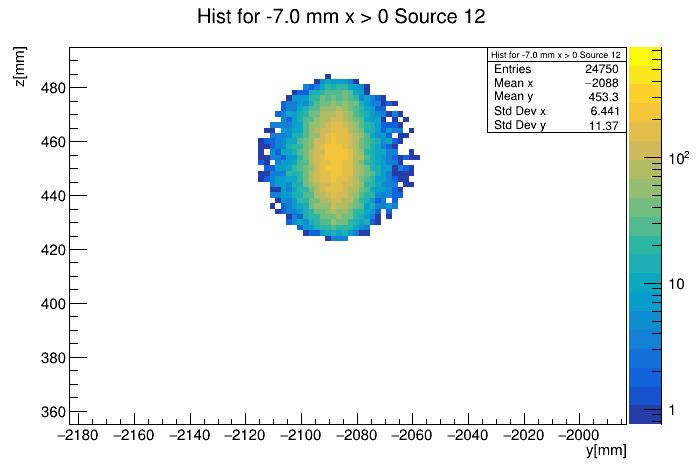 Hist for -7.0 mm x > 0 Source 12
z[mm]
Hist for -7.0 mm x > 0 Source 12
Entries 24750
Mean x −2088
Mean y 453.3
Std Dev x 6.441
Std Dev y 11.37
480
460
440
420
400
380
360
10²
10
1
−2180 −2160 −2140 −2120 −2100 −2080 −2060 −2040 −2020 −2000
y[mm]